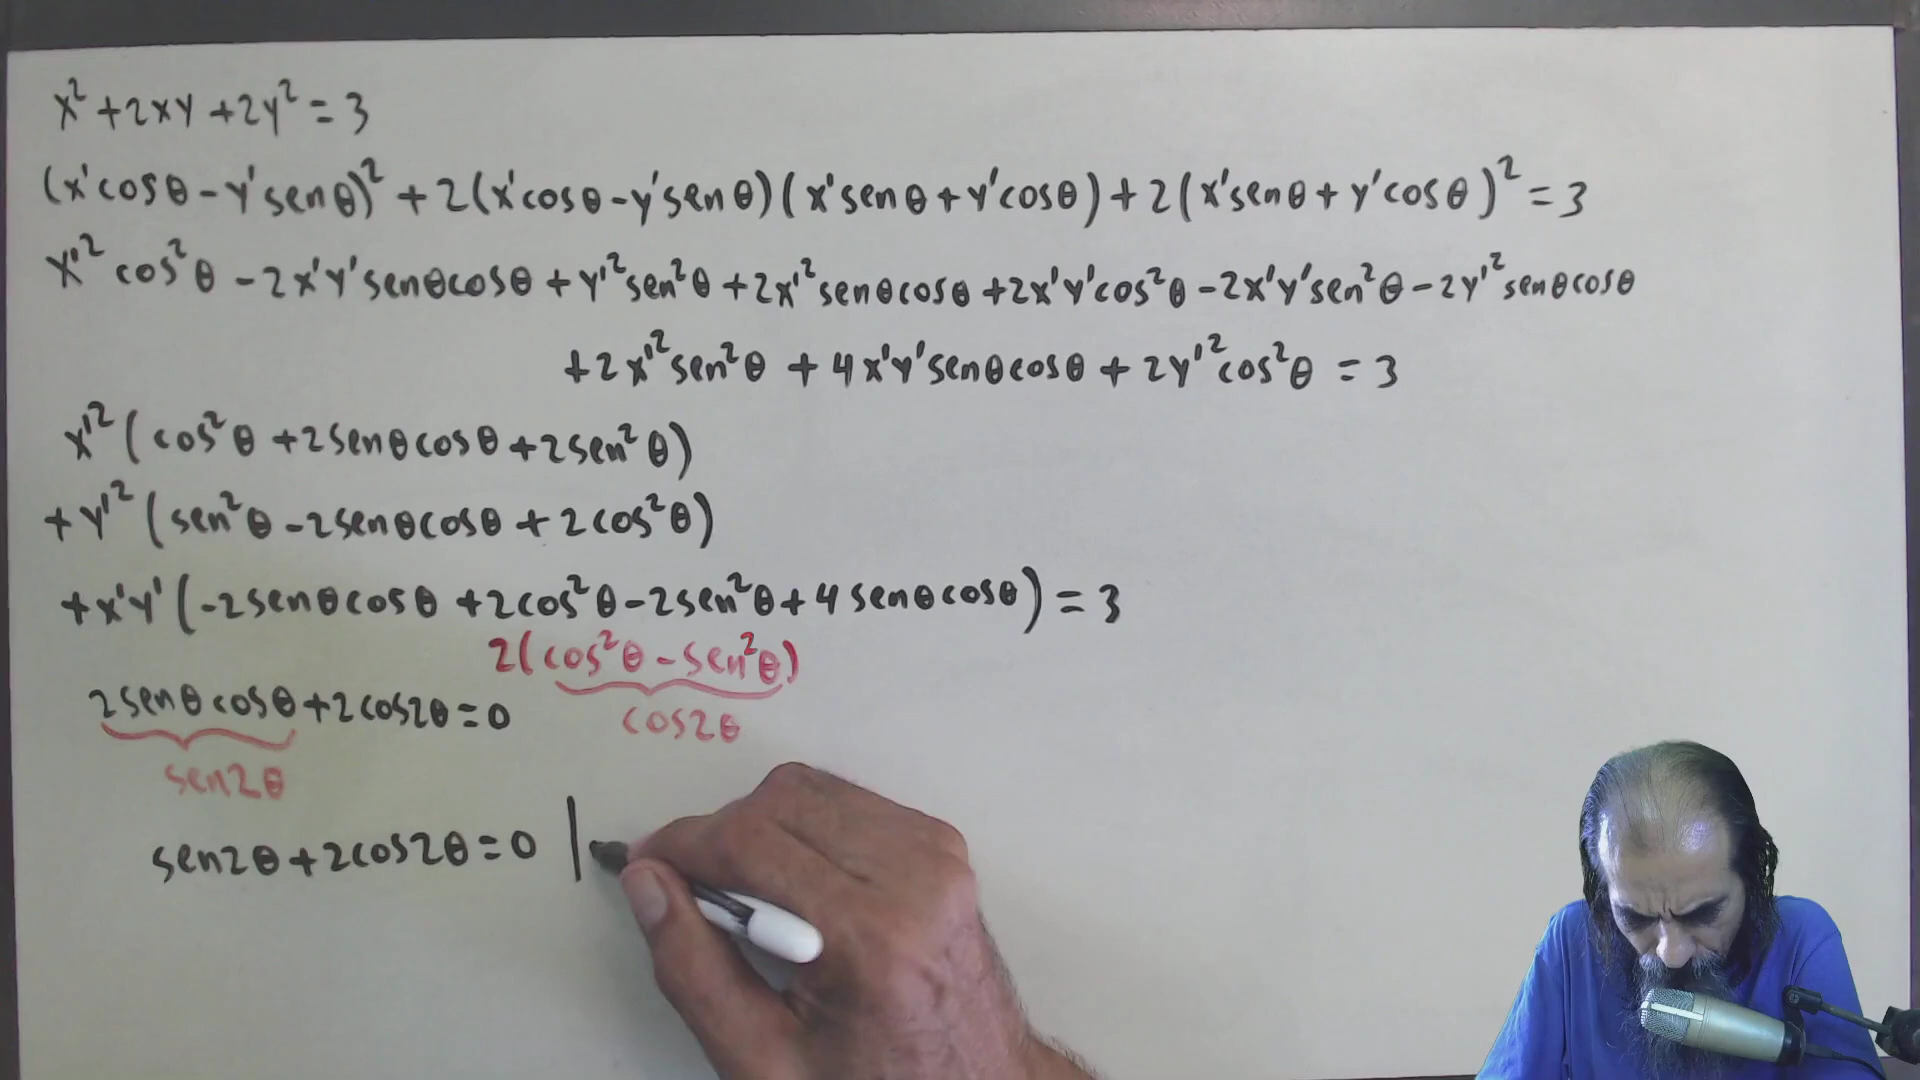 x² + 2xy + 2y² = 3
(x'cosθ - y'senθ)² + 2(x'cosθ - y'senθ)(x'senθ + y'cosθ) + 2(x'senθ + y'cosθ)² = 3
x'² cos²θ - 2x'y'senθcosθ + y'²sen²θ + 2x'²senθcosθ + 2x'y'cos²θ - 2x'y'sen²θ - 2y'²senθcosθ
+ 2x'²sen²θ + 4x'y'senθcosθ + 2y'²cos²θ = 3
x'²(cos²θ + 2senθcosθ + 2sen²θ)
+ y'²(sen²θ - 2senθcosθ + 2cos²θ)
+ x'y'(-2senθcosθ + 2cos²θ - 2sen²θ + 4senθcosθ) = 3
2(cos²θ - sen²θ)
cos2θ
2senθcosθ + 2cos2θ = 0
sen2θ
sen2θ + 2cos2θ = 0